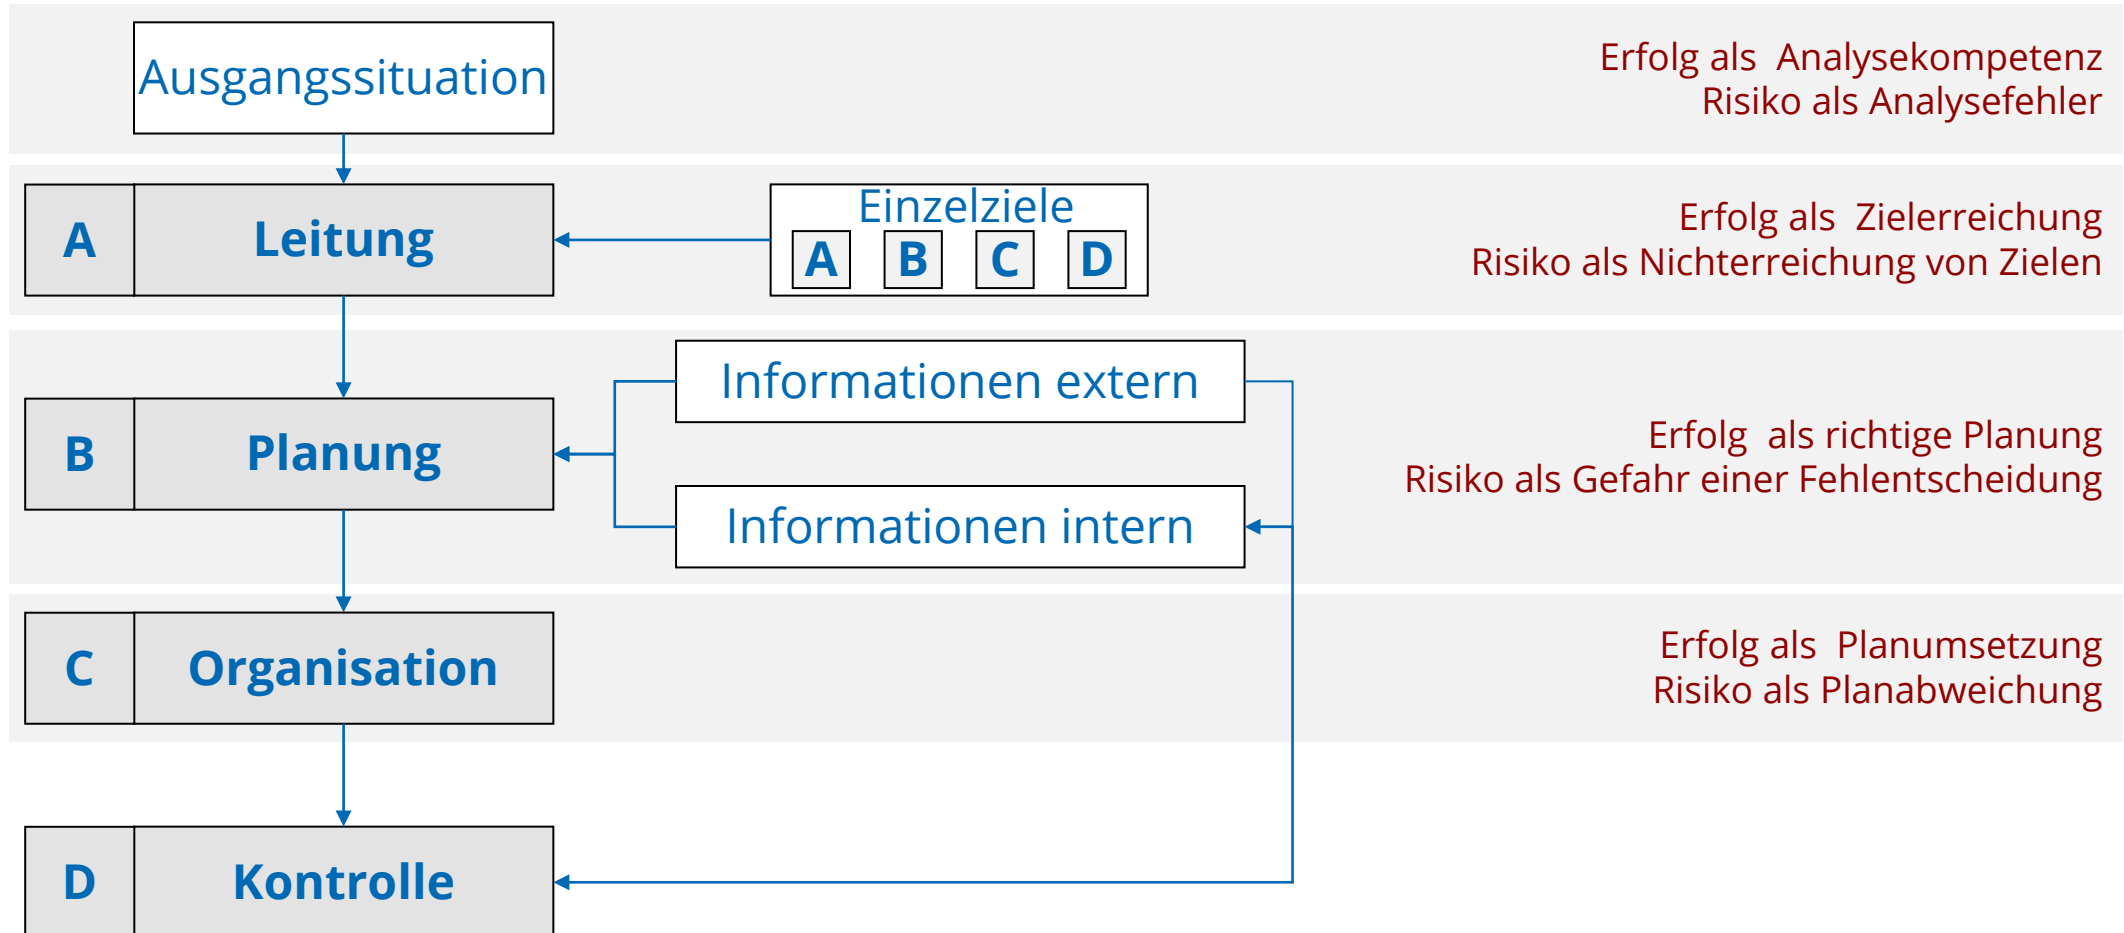 Ausgangssituation
Erfolg als  Analysekompetenz
Risiko als Analysefehler
A Leitung
Einzelziele
A B C D
Erfolg als  Zielerreichung
Risiko als Nichterreichung von Zielen
Informationen extern
B Planung
Informationen intern
Erfolg  als richtige Planung
Risiko als Gefahr einer Fehlentscheidung
C Organisation
Erfolg als  Planumsetzung
Risiko als Planabweichung
D Kontrolle